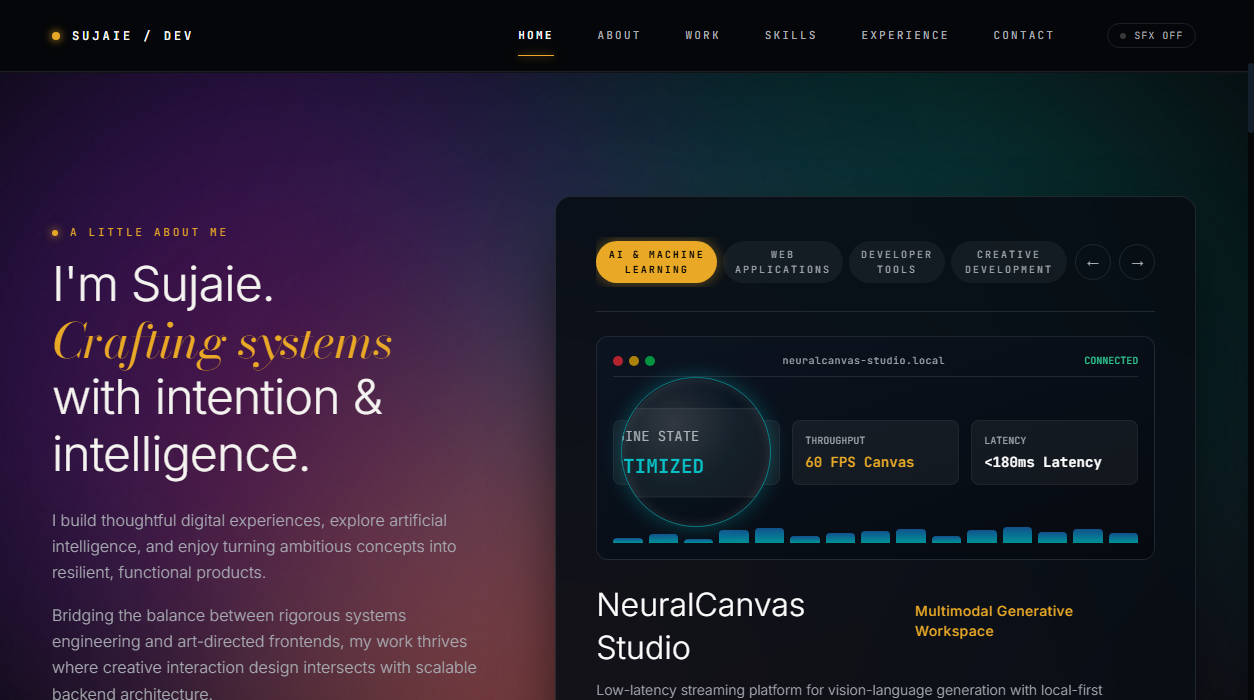 SUJAIE / DEV
HOME
ABOUT
WORK
SKILLS
EXPERIENCE
CONTACT
SFX OFF
A LITTLE ABOUT ME
I'm Sujaie.
Crafting systems
with intention &
intelligence.
I build thoughtful digital experiences, explore artificial
intelligence, and enjoy turning ambitious concepts into
resilient, functional products.
Bridging the balance between rigorous systems
engineering and art-directed frontends, my work thrives
where creative interaction design intersects with scalable
backend architecture.
AI & MACHINE
LEARNING
WEB
APPLICATIONS
DEVELOPER
TOOLS
CREATIVE
DEVELOPMENT
← →
neuralcanvas-studio.local
CONNECTED
INE STATE
TIMIZED
THROUGHPUT
60 FPS Canvas
LATENCY
<180ms Latency
NeuralCanvas
Studio
Multimodal Generative
Workspace
Low-latency streaming platform for vision-language generation with local-first